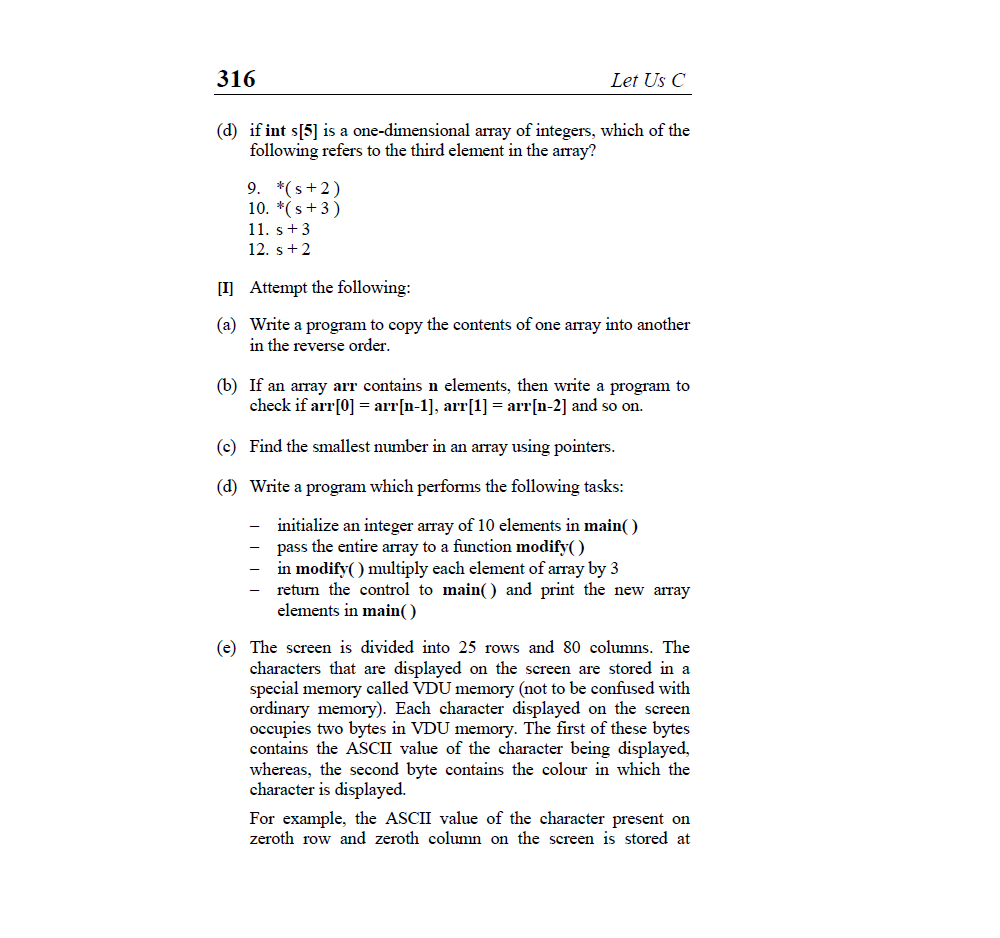 316 Let Us C
(d) if int s[5] is a one-dimensional array of integers, which of the
following refers to the third element in the array?
9. *( s + 2 )
10. *( s + 3 )
11. s + 3
12. s + 2
[I] Attempt the following:
(a) Write a program to copy the contents of one array into another
in the reverse order.
(b) If an array arr contains n elements, then write a program to
check if arr[0] = arr[n-1], arr[1] = arr[n-2] and so on.
(c) Find the smallest number in an array using pointers.
(d) Write a program which performs the following tasks:
– initialize an integer array of 10 elements in main( )
– pass the entire array to a function modify( )
– in modify( ) multiply each element of array by 3
– return the control to main( ) and print the new array
elements in main( )
(e) The screen is divided into 25 rows and 80 columns. The
characters that are displayed on the screen are stored in a
special memory called VDU memory (not to be confused with
ordinary memory). Each character displayed on the screen
occupies two bytes in VDU memory. The first of these bytes
contains the ASCII value of the character being displayed,
whereas, the second byte contains the colour in which the
character is displayed.
For example, the ASCII value of the character present on
zeroth row and zeroth column on the screen is stored at